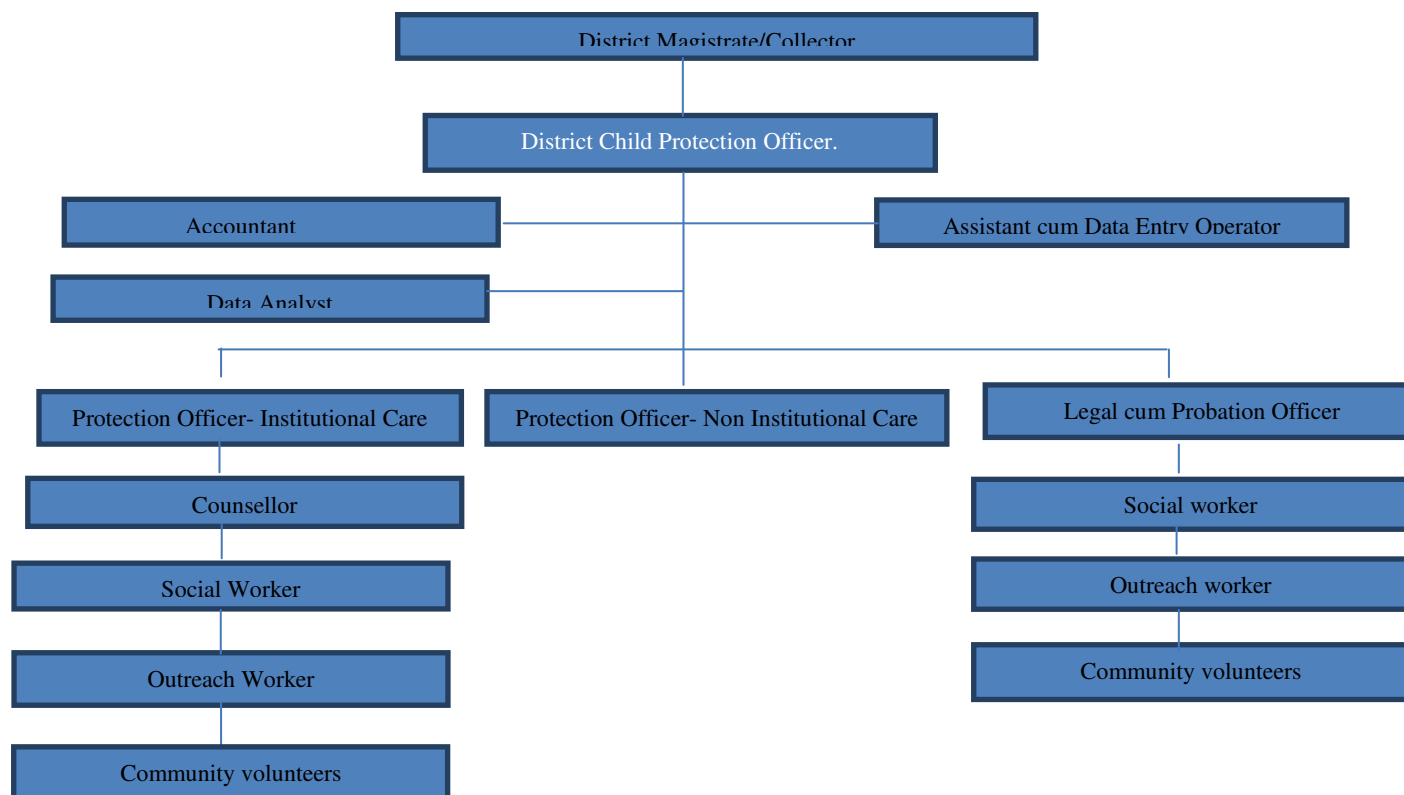 District Magistrate/Collector
District Child Protection Officer.
Accountant
Assistant cum Data Entry Operator
Data Analyst
Protection Officer- Institutional Care
Protection Officer- Non Institutional Care
Legal cum Probation Officer
Counsellor
Social worker
Social Worker
Outreach worker
Outreach Worker
Community volunteers
Community volunteers